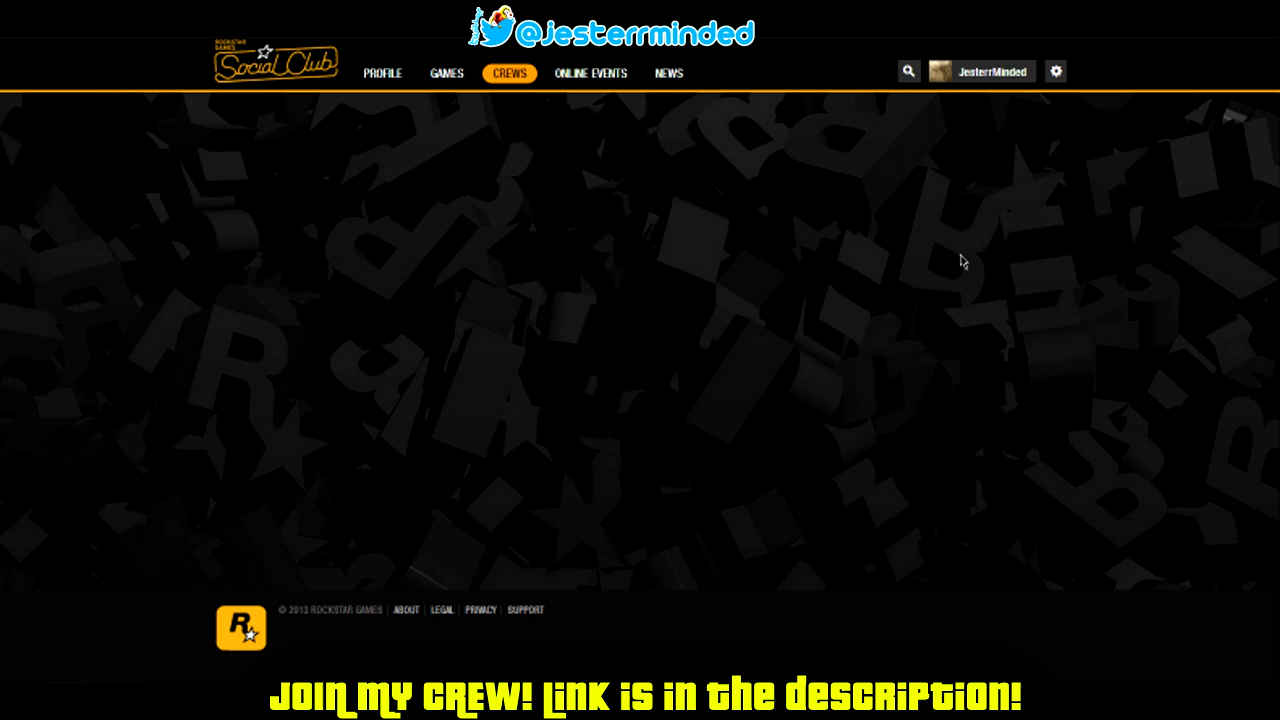 @jesterrminded
ROCKSTAR
GAMES
Social Club
PROFILE GAMES CREWS ONLINE EVENTS NEWS
JesterrMinded
R
© 2013 ROCKSTAR GAMES | ABOUT | LEGAL | PRIVACY | SUPPORT
JOIN MY CREW! Link is in the description!